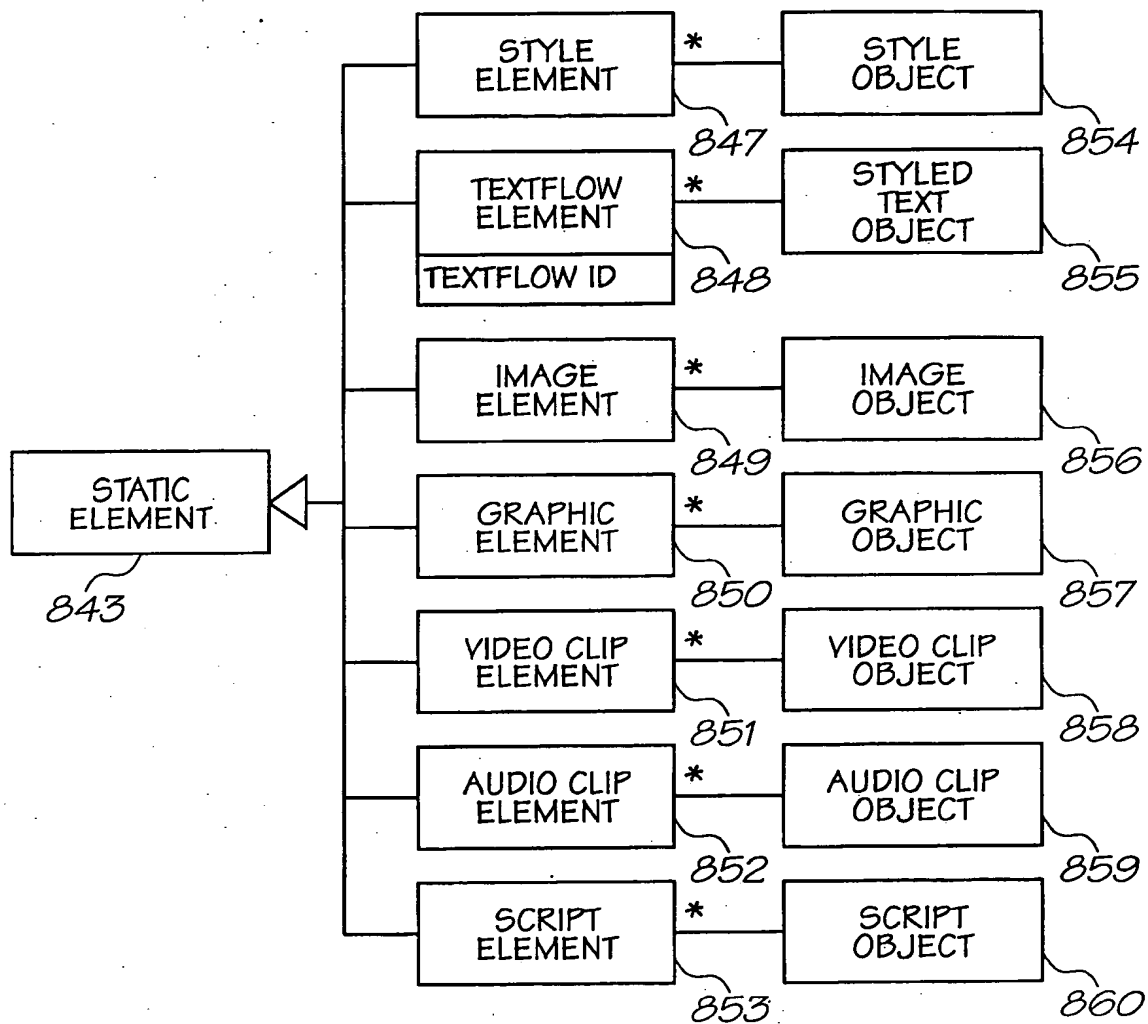 STYLE
ELEMENT
*
STYLE
OBJECT
847
854
TEXTFLOW
ELEMENT
*
STYLED
TEXT
OBJECT
TEXTFLOW ID
848
855
IMAGE
ELEMENT
*
IMAGE
OBJECT
849
856
STATIC
ELEMENT
843
GRAPHIC
ELEMENT
*
GRAPHIC
OBJECT
850
857
VIDEO CLIP
ELEMENT
*
VIDEO CLIP
OBJECT
851
858
AUDIO CLIP
ELEMENT
*
AUDIO CLIP
OBJECT
852
859
SCRIPT
ELEMENT
*
SCRIPT
OBJECT
853
860